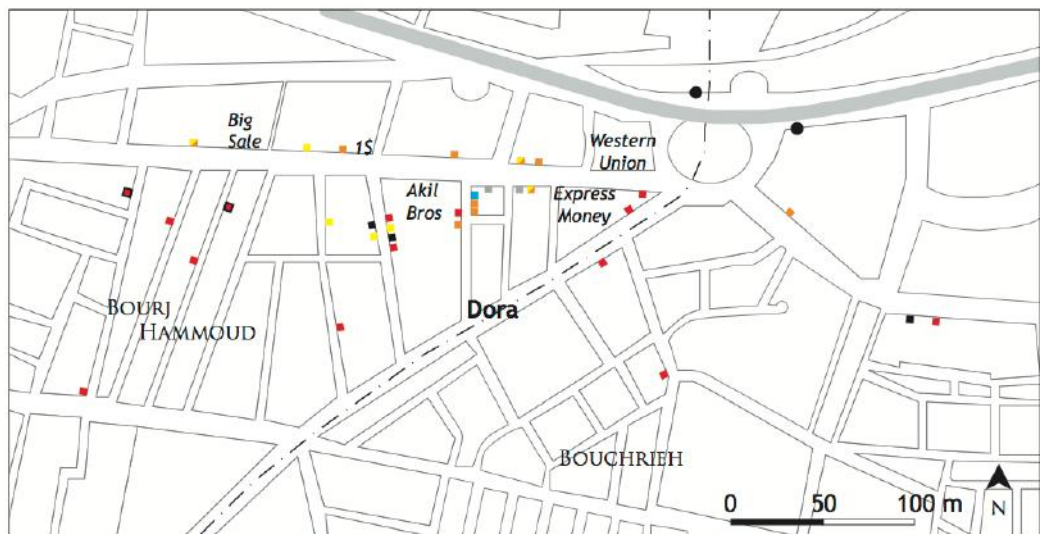 Big
Sale
1$
Western
Union
Akil
Bros
Express
Money
BOURJ
HAMMOUD
Dora
BOUCHRIEH
0 50 100 m
N